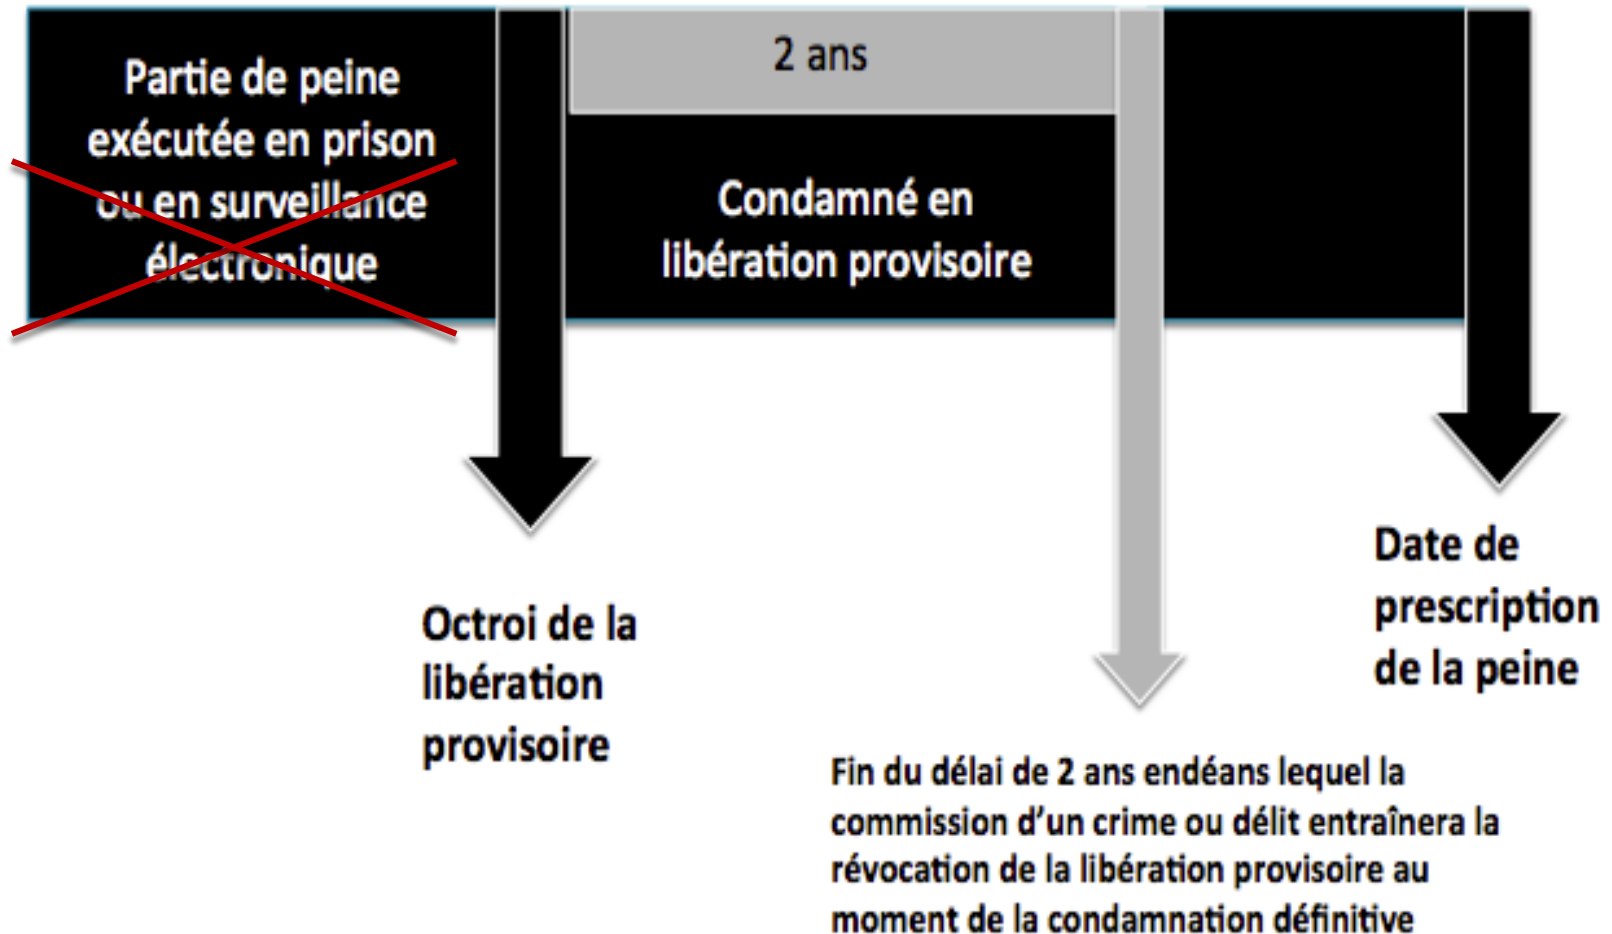 Partie de peine
exécutée en prison
ou en surveillance
électronique
2 ans
Condamné en
libération provisoire
Octroi de la
libération
provisoire
Date de
prescription
de la peine
Fin du délai de 2 ans endéans lequel la
commission d'un crime ou délit entraînera la
révocation de la libération provisoire au
moment de la condamnation définitive